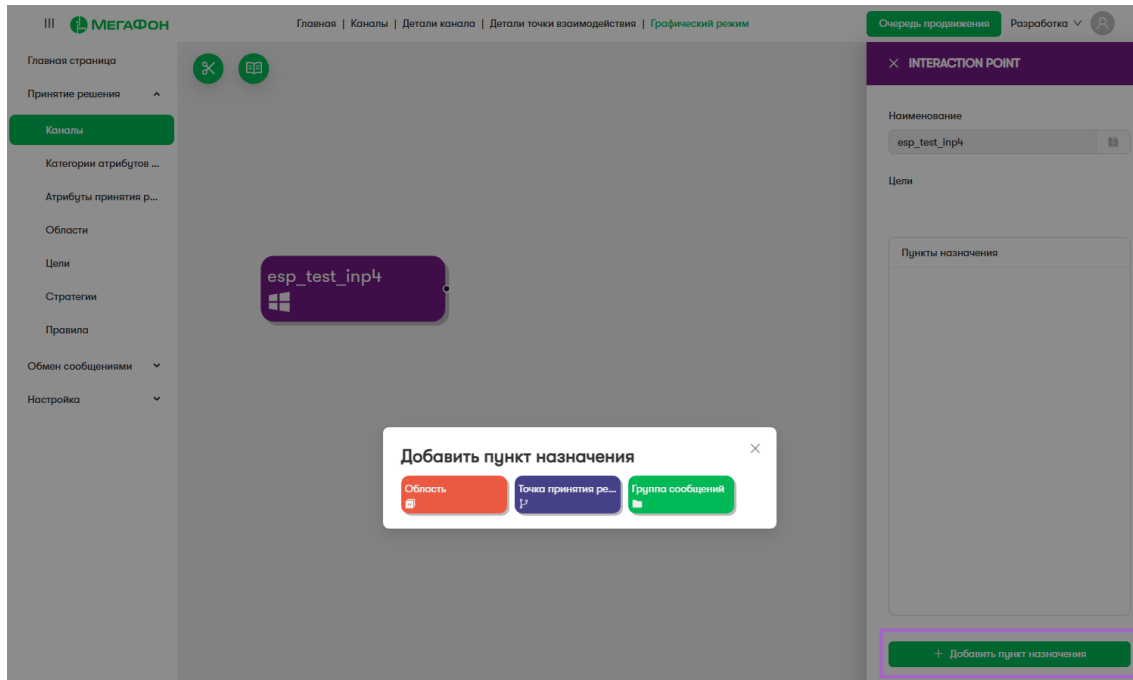 МЕГАФОН
Главная | Каналы | Детали канала | Детали точки взаимодействия | Графический режим
Очередь продвижения
Разработка
Главная страница
Принятие решения
Каналы
Категории атрибутов ...
Атрибуты принятия р...
Области
Цели
Стратегии
Правила
Обмен сообщениями
Настройка
esp_test_inp4
Добавить пункт назначения
Область
Точка принятия ре...
Группа сообщений
INTERACTION POINT
Наименование
esp_test_inp4
Цели
Пункты назначения
+ Добавить пункт назначения